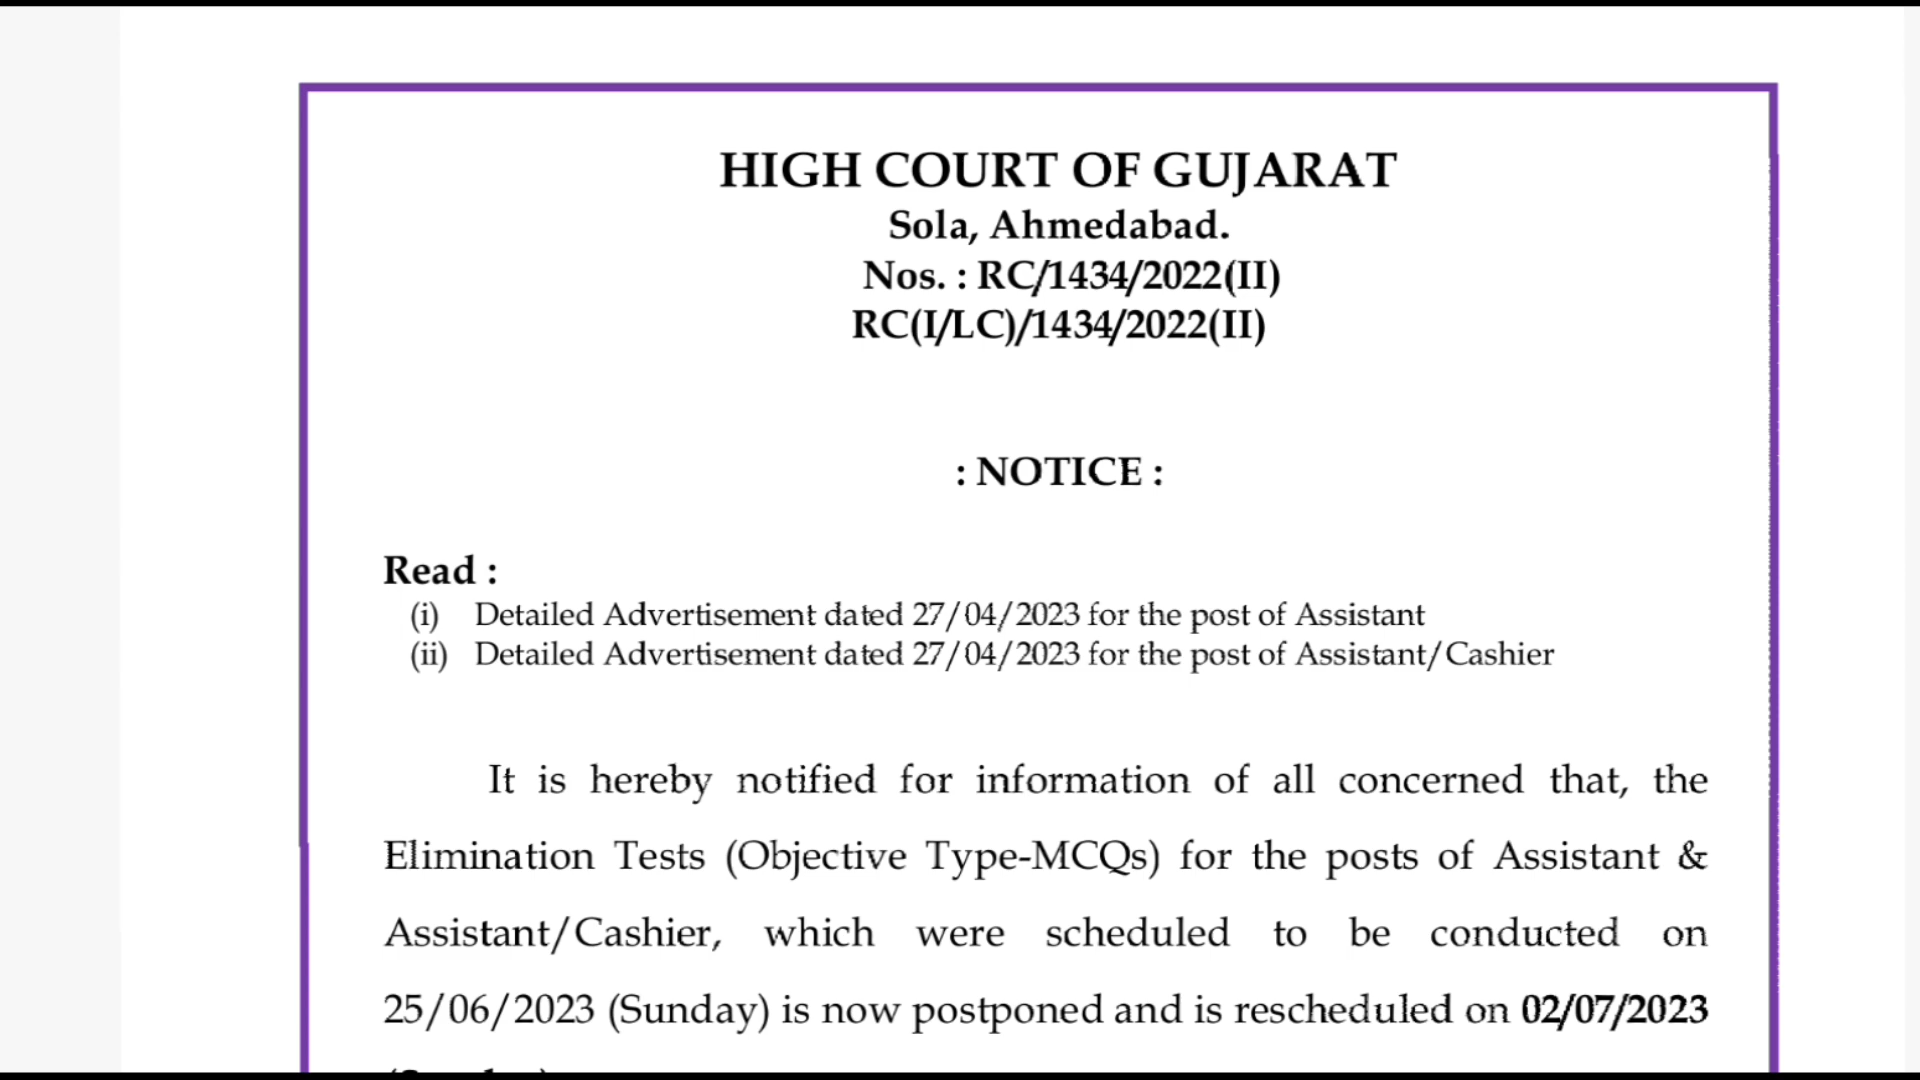 HIGH COURT OF GUJARAT
Sola, Ahmedabad.
Nos. : RC/1434/2022(II)
RC(I/LC)/1434/2022(II)
: NOTICE :
Read :
(i) Detailed Advertisement dated 27/04/2023 for the post of Assistant
(ii) Detailed Advertisement dated 27/04/2023 for the post of Assistant/Cashier
It is hereby notified for information of all concerned that, the
Elimination Tests (Objective Type-MCQs) for the posts of Assistant &
Assistant/Cashier, which were scheduled to be conducted on
25/06/2023 (Sunday) is now postponed and is rescheduled on 02/07/2023